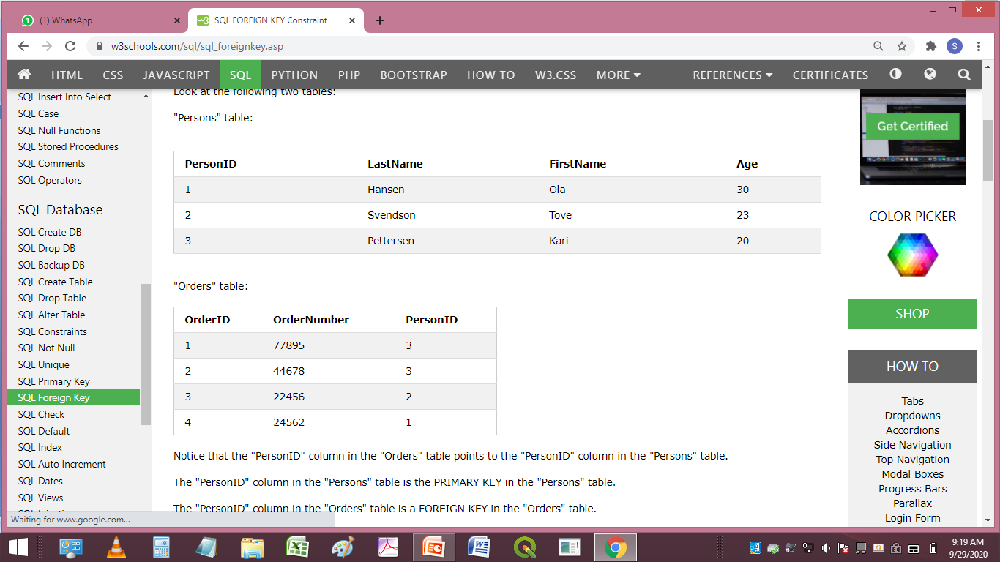 (1) WhatsApp
SQL FOREIGN KEY Constraint
w3schools.com/sql/sql_foreignkey.asp
S
HTML CSS JAVASCRIPT SQL PYTHON PHP BOOTSTRAP HOW TO W3.CSS MORE REFERENCES CERTIFICATES
SQL Insert Into Select
SQL Case
SQL Null Functions
SQL Stored Procedures
SQL Comments
SQL Operators
SQL Database
SQL Create DB
SQL Drop DB
SQL Backup DB
SQL Create Table
SQL Drop Table
SQL Alter Table
SQL Constraints
SQL Not Null
SQL Unique
SQL Primary Key
SQL Foreign Key
SQL Check
SQL Default
SQL Index
SQL Auto Increment
SQL Dates
SQL Views
Look at the following two tables:
"Persons" table:
PersonID LastName FirstName Age
1 Hansen Ola 30
2 Svendson Tove 23
3 Pettersen Kari 20
"Orders" table:
OrderID OrderNumber PersonID
1 77895 3
2 44678 3
3 22456 2
4 24562 1
Notice that the "PersonID" column in the "Orders" table points to the "PersonID" column in the "Persons" table.
The "PersonID" column in the "Persons" table is the PRIMARY KEY in the "Persons" table.
The "PersonID" column in the "Orders" table is a FOREIGN KEY in the "Orders" table.
Get Certified
COLOR PICKER
SHOP
HOW TO
Tabs
Dropdowns
Accordions
Side Navigation
Top Navigation
Modal Boxes
Progress Bars
Parallax
Login Form
Waiting for www.google.com...
9:19 AM
9/29/2020